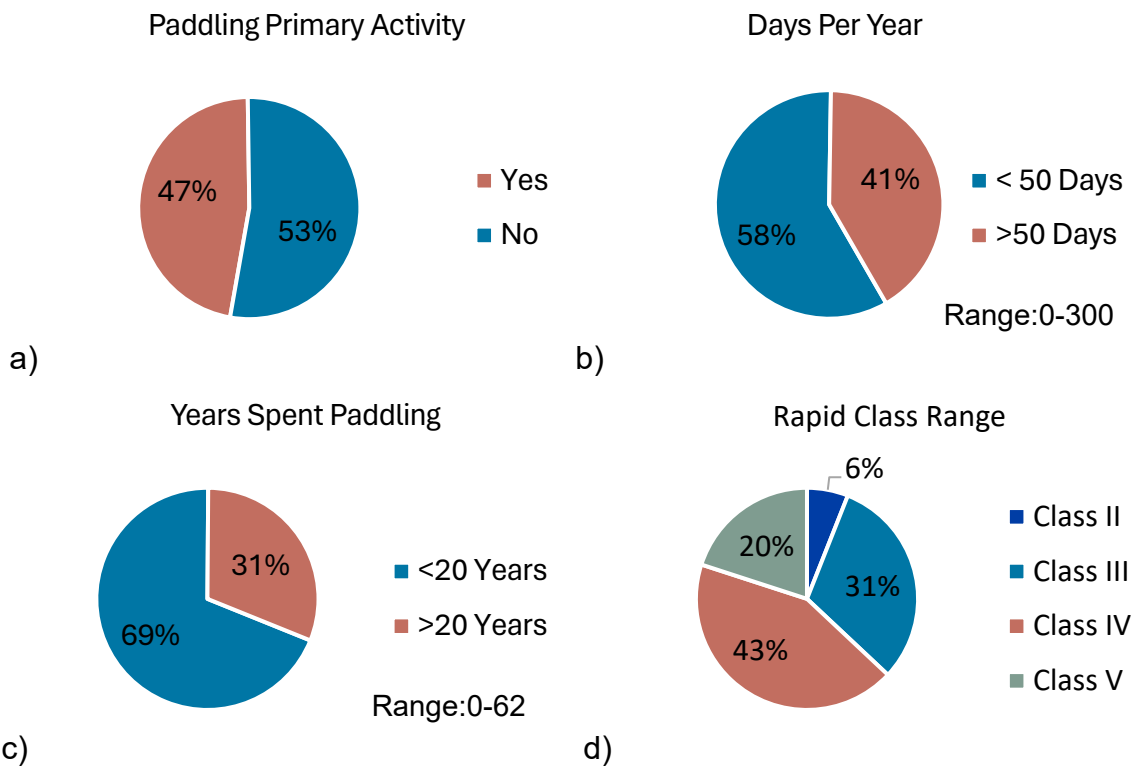 Paddling Primary Activity
47%
53%
Yes
No
a)
Days Per Year
41%
58%
< 50 Days
>50 Days
Range:0-300
b)
Years Spent Paddling
31%
69%
<20 Years
>20 Years
Range:0-62
c)
Rapid Class Range
6%
31%
43%
20%
Class II
Class III
Class IV
Class V
d)